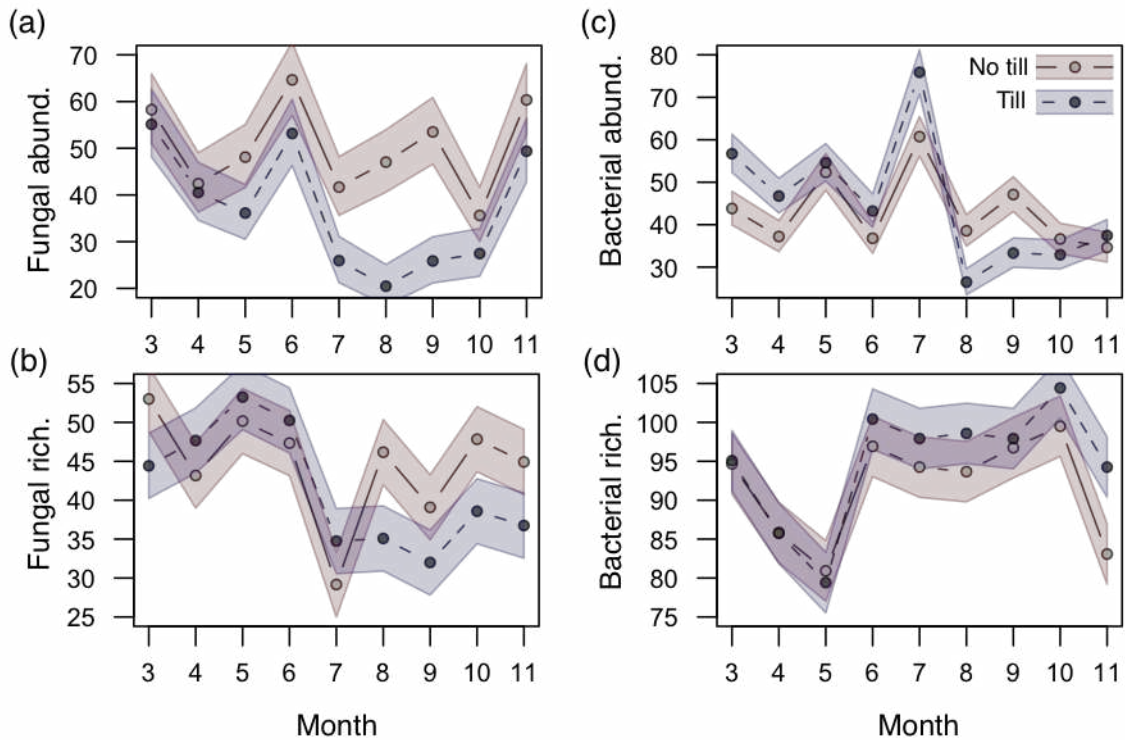 (a)
Fungal abund.
70
60
50
40
30
20
3 4 5 6 7 8 9 10 11
(c)
Bacterial abund.
80
70
60
50
40
30
No till
Till
3 4 5 6 7 8 9 10 11
(b)
Fungal rich.
55
50
45
40
35
30
25
3 4 5 6 7 8 9 10 11
Month
(d)
Bacterial rich.
105
100
95
90
85
80
75
3 4 5 6 7 8 9 10 11
Month